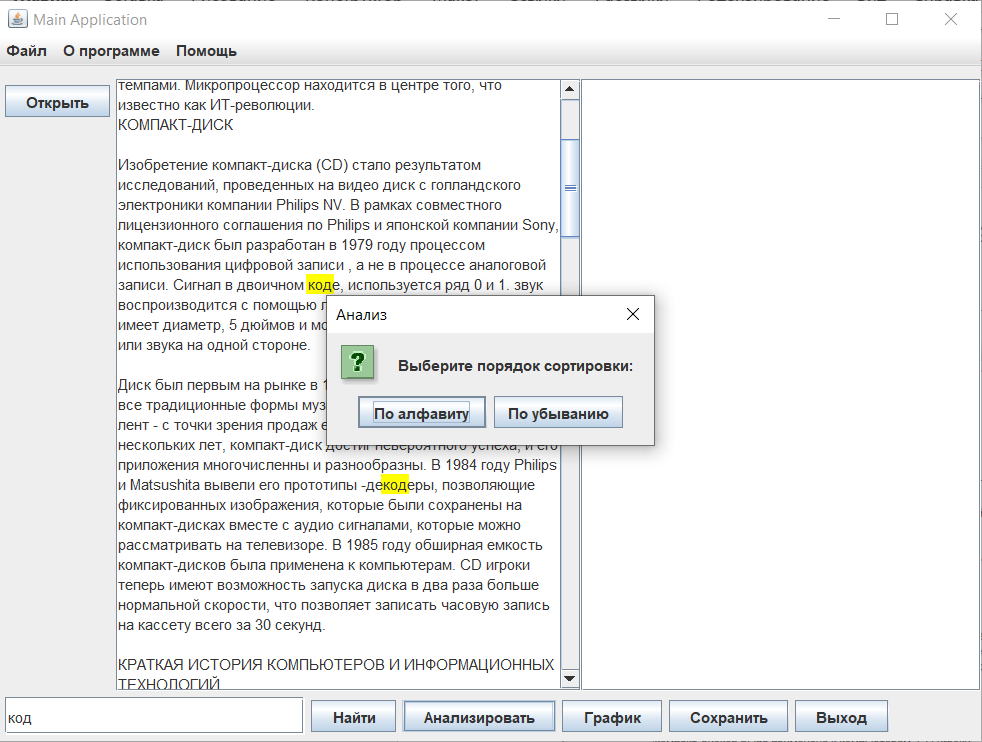 Main Application
Файл О программе Помощь
Открыть
темпами. Микропроцессор находится в центре того, что
известно как ИТ-революции.
КОМПАКТ-ДИСК
Изобретение компакт-диска (CD) стало результатом
исследований, проведенных на видео диск с голландского
электроники компании Philips NV. В рамках совместного
лицензионного соглашения по Philips и японской компании Sony,
компакт-диск был разработан в 1979 году процессом
использования цифровой записи , а не в процессе аналоговой
записи. Сигнал в двоичном коде, используется ряд 0 и 1. звук
воспроизводится с помощью
имеет диаметр, 5 дюймов и
или звука на одной стороне.
Диск был первым на рынке в
все традиционные формы
лент - с точки зрения продаж
нескольких лет, компакт-диск достиг невероятного успеха, и его
приложения многочисленны и разнообразны. В 1984 году Philips
и Matsushita вывели его прототипы -декодеры, позволяющие
фиксированных изображения, которые были сохранены на
компакт-дисках вместе с аудио сигналами, которые можно
рассматривать на телевизоре. В 1985 году обширная емкость
компакт-дисков была применена к компьютерам. CD игроки
теперь имеют возможность запуска диска в два раза больше
нормальной скорости, что позволяет записать часовую запись
на кассету всего за 30 секунд.
КРАТКАЯ ИСТОРИЯ КОМПЬЮТЕРОВ И ИНФОРМАЦИОННЫХ
ТЕХНОЛОГИЙ
Анализ
?
Выберите порядок сортировки:
По алфавиту По убыванию
код Найти Анализировать График Сохранить Выход